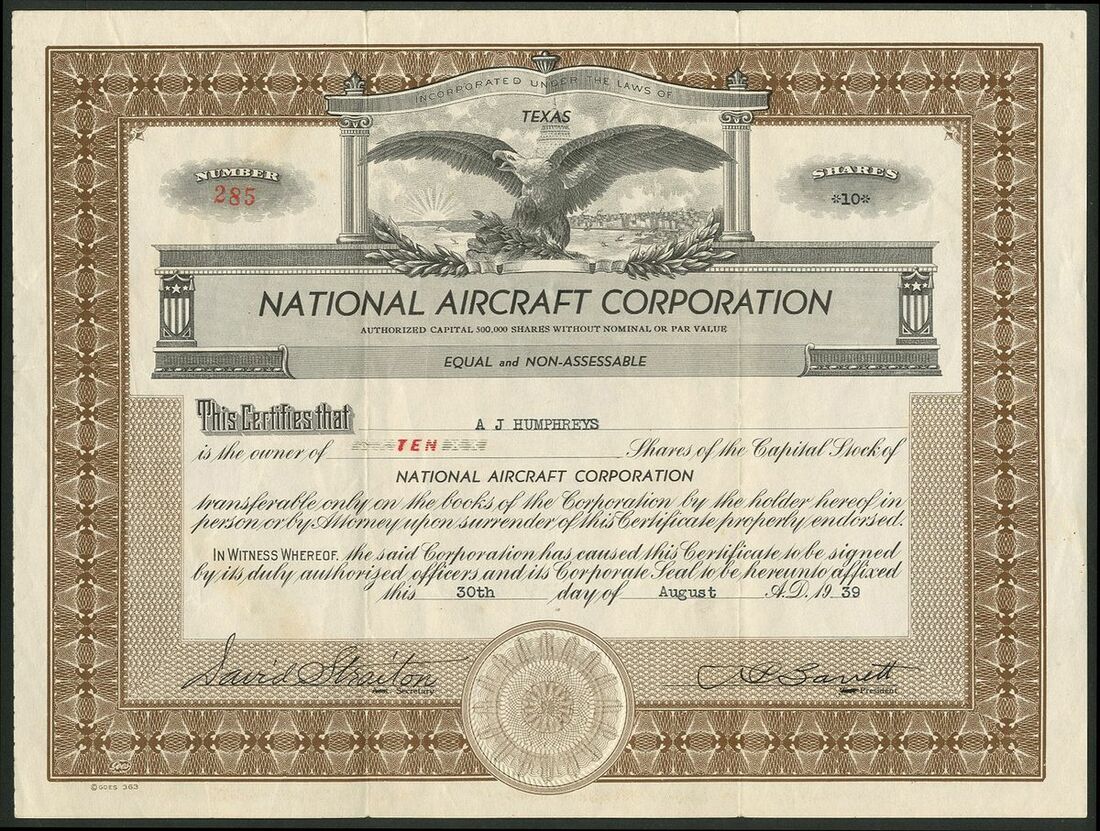 INCORPORATED UNDER THE LAWS OF
TEXAS
NUMBER
285
SHARES
*10*
NATIONAL AIRCRAFT CORPORATION
AUTHORIZED CAPITAL 500,000 SHARES WITHOUT NOMINAL OR PAR VALUE
EQUAL and NON-ASSESSABLE
This Certifies that A J HUMPHREYS
is the owner of TEN Shares of the Capital Stock of
NATIONAL AIRCRAFT CORPORATION
transferable only on the books of the Corporation by the holder hereof in
person or by Attorney upon surrender of this Certificate properly endorsed.
IN WITNESS WHEREOF, the said Corporation has caused this Certificate to be signed
by its duly authorized officers and its Corporate Seal to be hereunto affixed
this 30th day of August A.D. 19 39
David Straiton
Secretary
Barrett
President
© GOES 363